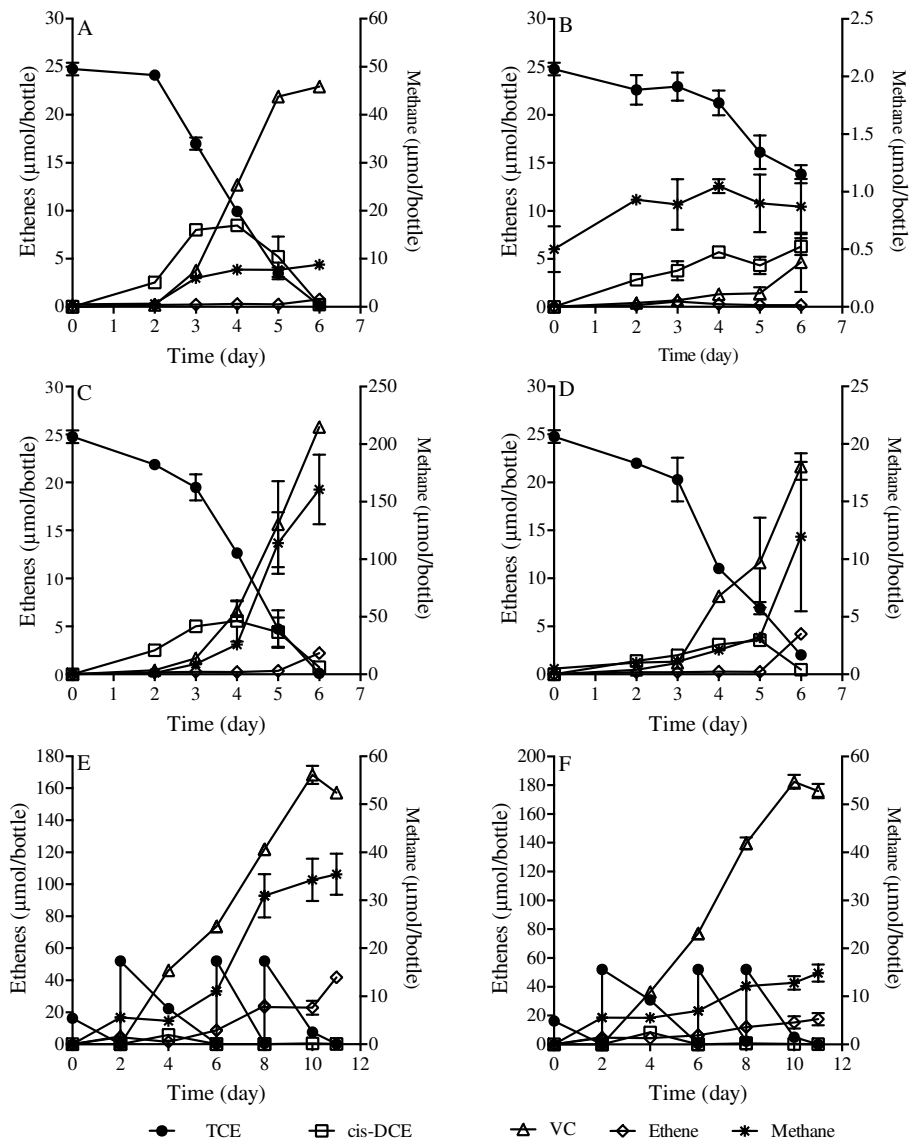 A
30
25
20
15
10
5
0
60
50
40
30
20
10
0
Ethenes (µmol/bottle)
Methane (µmol/bottle)
0 1 2 3 4 5 6 7
Time (day)
B
30
25
20
15
10
5
0
2.5
2.0
1.5
1.0
0.5
0.0
Ethenes (µmol/bottle)
Methane (µmol/bottle)
0 1 2 3 4 5 6 7
Time (day)
C
30
25
20
15
10
5
0
250
200
150
100
50
0
Ethenes (µmol/bottle)
Methane (µmol/bottle)
0 1 2 3 4 5 6 7
Time (day)
D
30
25
20
15
10
5
0
25
20
15
10
5
0
Ethenes (µmol/bottle)
Methane (µmol/bottle)
0 1 2 3 4 5 6 7
Time (day)
E
180
160
140
120
100
80
60
40
20
0
60
50
40
30
20
10
0
Ethenes (µmol/bottle)
Methane (µmol/bottle)
0 2 4 6 8 10 12
Time (day)
F
200
180
160
140
120
100
80
60
40
20
0
60
50
40
30
20
10
0
Ethenes (µmol/bottle)
Methane (µmol/bottle)
0 2 4 6 8 10 12
Time (day)
TCE cis-DCE VC Ethene Methane